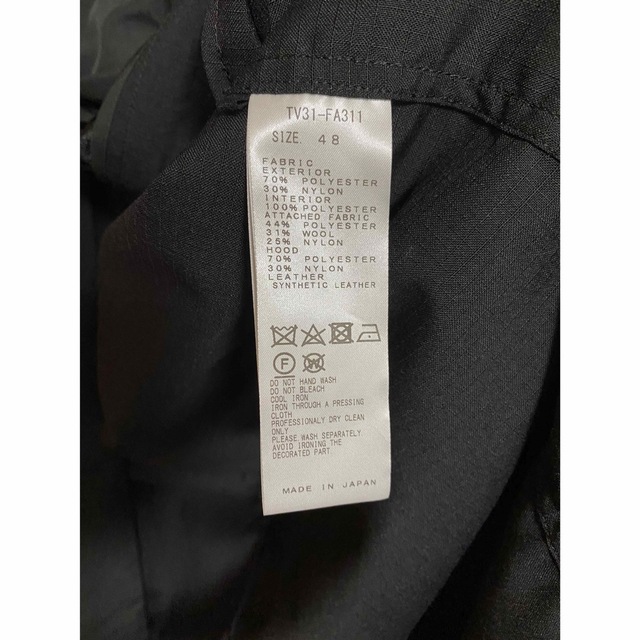 TV31-FA311
SIZE. 48
FABRIC
EXTERIOR
70% POLYESTER
30% NYLON
INTERIOR
100% POLYESTER
ATTACHED FABRIC
44% POLYESTER
31% WOOL
25% NYLON
HOOD
70% POLYESTER
30% NYLON
LEATHER
SYNTHETIC LEATHER
F W
DO NOT HAND WASH
DO NOT BLEACH
COOL IRON
IRON THROUGH A PRESSING
CLOTH
PROFESSIONALY DRY CLEAN
ONLY
PLEASE WASH SEPARATELY
AVOID IRONING THE
DECORATED PART.
MADE IN JAPAN